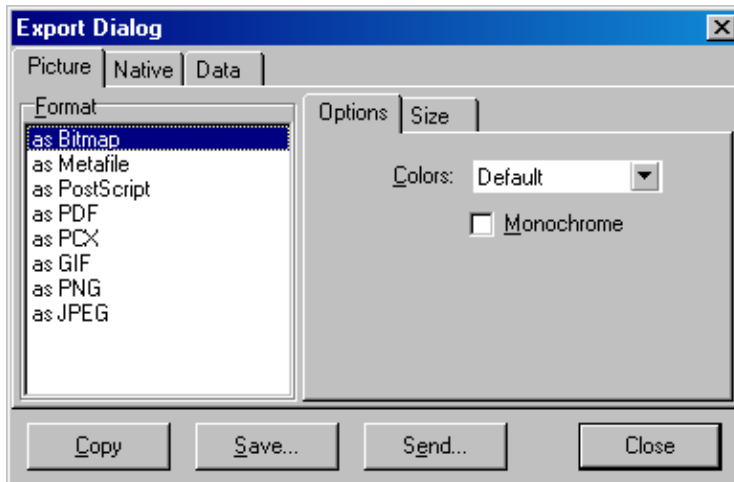 Export Dialog
Picture Native Data
Format
as Bitmap
as Metafile
as PostScript
as PDF
as PCX
as GIF
as PNG
as JPEG
Options Size
Colors: Default
Monochrome
Copy Save... Send... Close